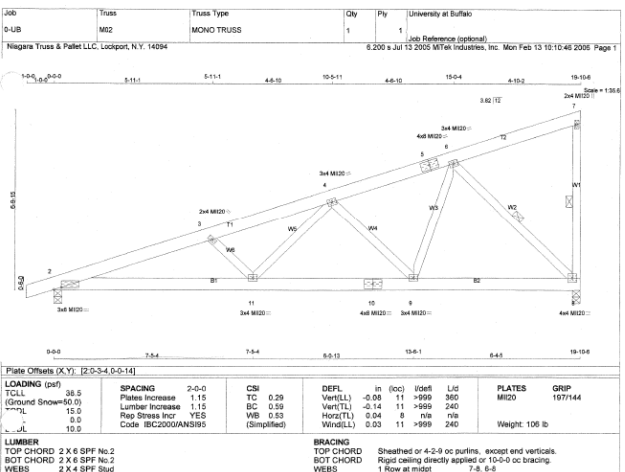 Job Truss Truss Type Qty Ply University at Buffalo
0-UB M02 MONO TRUSS 1 1
Job Reference (optional)
Niagara Truss & Pallet LLC, Lockport, N.Y. 14094 6.200 s Jul 13 2005 MiTek Industries, Inc. Mon Feb 13 10:10:46 2006 Page 1
0-0-0 5-11-1 10-5-11 15-0-4 19-10-6
5-11-1 4-6-10 4-6-10 4-10-2
Scale = 1:35.6
2x4 MII20
7
3.82 12
3x4 MII20
6
T2
4x8 MII20
5
3x4 MII20
4
W1
2x4 MII20
3
T1
W2
W3
W5
W4
W6
2
B1
B2
0-6-0
3x8 MII20
11
3x4 MII20
10
4x8 MII20
9
3x4 MII20
8
4x4 MII20
0-0-0 7-5-4 13-6-1 19-10-6
7-5-4 6-0-13 6-4-5
Plate Offsets (X,Y): [2:0-3-4,0-0-14]
LOADING (psf)
TCLL 38.5
(Ground Snow=50.0)
15.0
0.0
10.0
SPACING 2-0-0
Plates Increase 1.15
Lumber Increase 1.15
Rep Stress Incr YES
Code IBC2000/ANSI95
CSI
TC 0.29
BC 0.59
WB 0.53
(Simplified)
DEFL in (loc) l/defl L/d
Vert(LL) -0.08 11 >999 360
Vert(TL) -0.14 11 >999 240
Horz(TL) 0.04 8 n/a n/a
Wind(LL) 0.03 11 >999 240
PLATES GRIP
MII20 197/144
Weight: 106 lb
LUMBER
TOP CHORD 2 X 6 SPF No.2
BOT CHORD 2 X 6 SPF No.2
WEBS 2 X 4 SPF Stud
BRACING
TOP CHORD Sheathed or 4-2-9 oc purlins, except end verticals.
BOT CHORD Rigid ceiling directly applied or 10-0-0 oc bracing.
WEBS 1 Row at midpt 7-8, 6-8